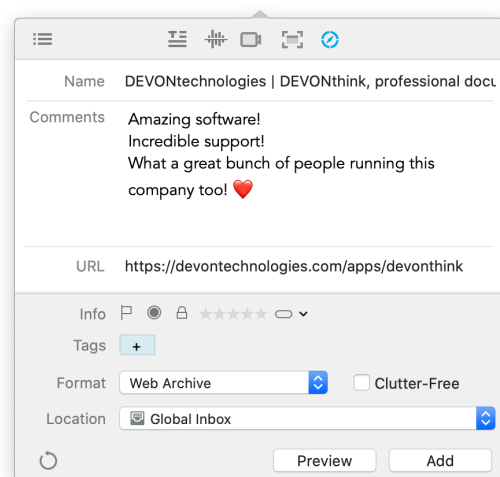 Name DEVONtechnologies | DEVONthink, professional docu
Comments Amazing software!
Incredible support!
What a great bunch of people running this
company too! ❤️
URL https://devontechnologies.com/apps/devonthink
Info
Tags +
Format Web Archive Clutter-Free
Location Global Inbox
Preview Add